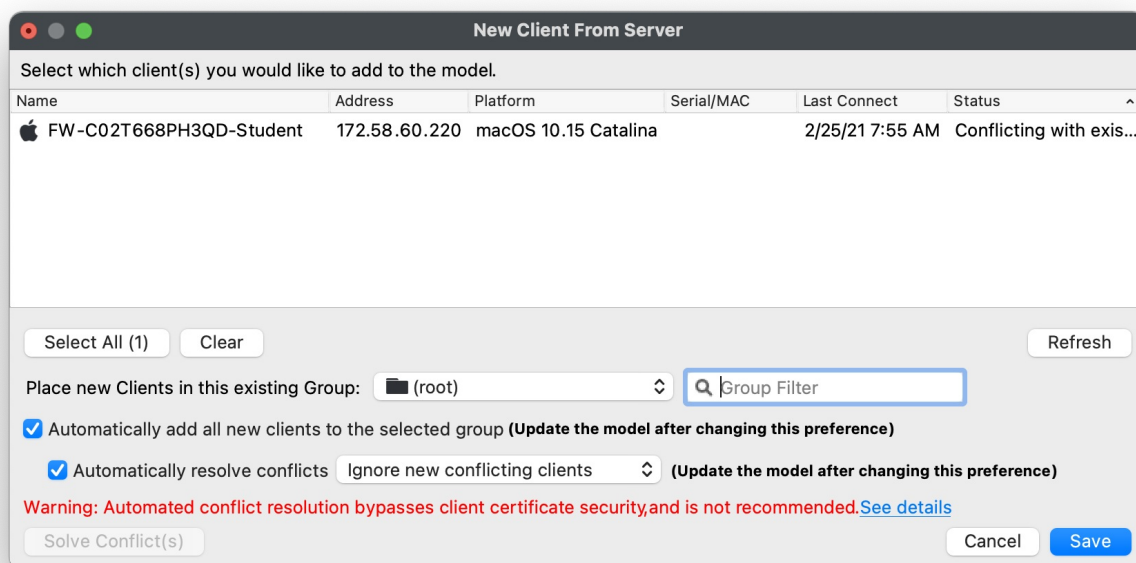 New Client From Server
Select which client(s) you would like to add to the model.
Name Address Platform Serial/MAC Last Connect Status
FW-C02T668PH3QD-Student 172.58.60.220 macOS 10.15 Catalina 2/25/21 7:55 AM Conflicting with exis...
Select All (1) Clear Refresh
Place new Clients in this existing Group: (root) Group Filter
Automatically add all new clients to the selected group (Update the model after changing this preference)
Automatically resolve conflicts Ignore new conflicting clients (Update the model after changing this preference)
Warning: Automated conflict resolution bypasses client certificate security,and is not recommended.See details
Solve Conflict(s) Cancel Save